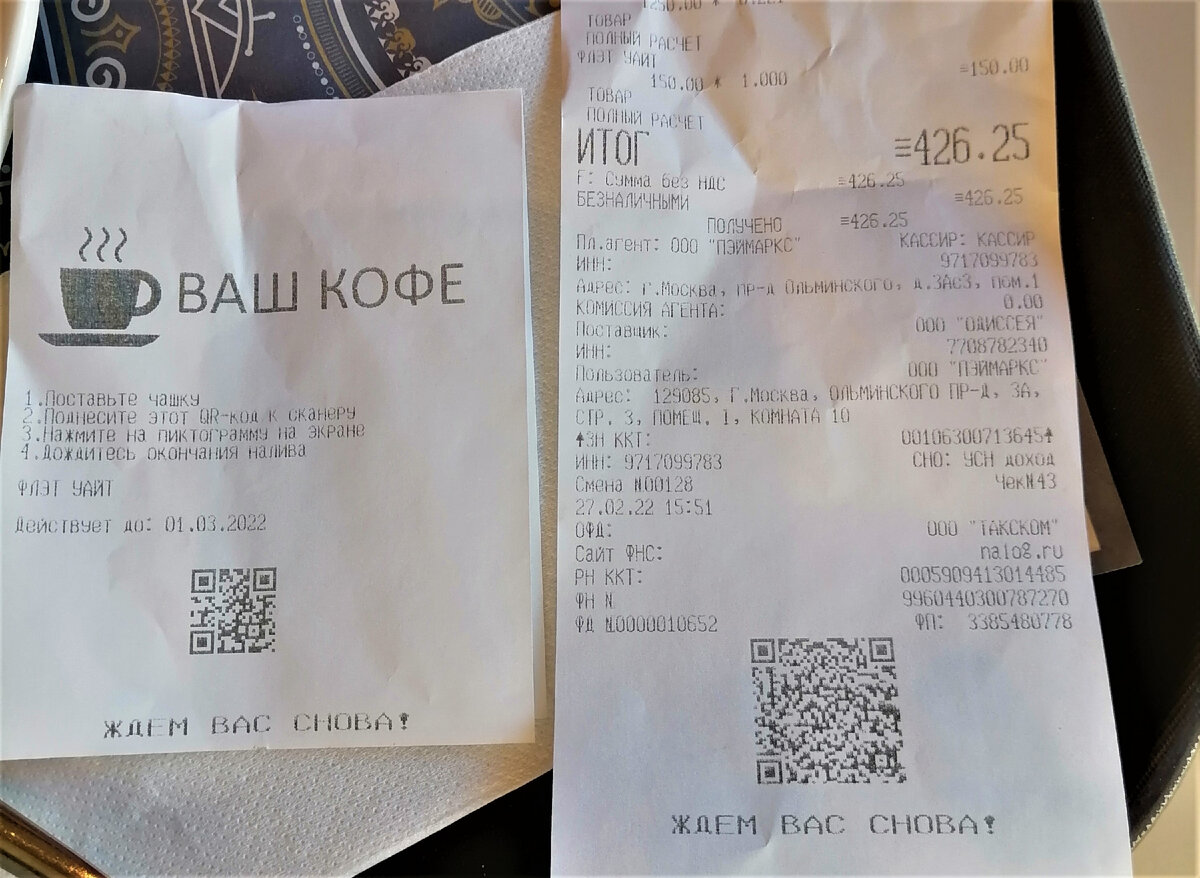 ВАШ КОФЕ
1.Поставьте чашку
2.Поднесите этот QR-код к сканеру
3.Нажмите на пиктограмму на экране
4.Дождитесь окончания налива
ФЛЭТ УАЙТ
Действует до: 01.03.2022
ЖДЕМ ВАС СНОВА!
1250.00 *
ТОВАР
ПОЛНЫЙ РАСЧЕТ
ФЛЭТ УАЙТ
150.00 * 1.000 ≡150.00
ТОВАР
ПОЛНЫЙ РАСЧЕТ
ИТОГ ≡426.25
F: Сумма без НДС ≡426.25
БЕЗНАЛИЧНЫМИ ≡426.25
ПОЛУЧЕНО ≡426.25
Пл.агент: ООО "ПЭЙМАРКС" КАССИР: КАССИР
ИНН: 9717099783
Адрес: г.Москва, пр-д Ольминского, д.3Ас3, пом.1
КОМИССИЯ АГЕНТА: 0.00
Поставщик: ООО "ОДИССЕЯ"
ИНН: 7708782340
Пользователь: ООО "ПЭЙМАРКС"
Адрес: 129085, Г.Москва, ОЛЬМИНСКОГО ПР-Д, 3А,
СТР. 3, ПОМЕЩ. I, КОМНАТА 10
ЗН ККТ: 00106300713645
ИНН: 9717099783 СНО: УСН доход
Смена №00128 Чек№43
27.02.22 15:51
ОФД: ООО "ТАКСКОМ"
Сайт ФНС: nalog.ru
РН ККТ: 0005909413014485
ФН № 9960440300787270
ФД №0000010652 ФП: 3385480778
ЖДЕМ ВАС СНОВА!